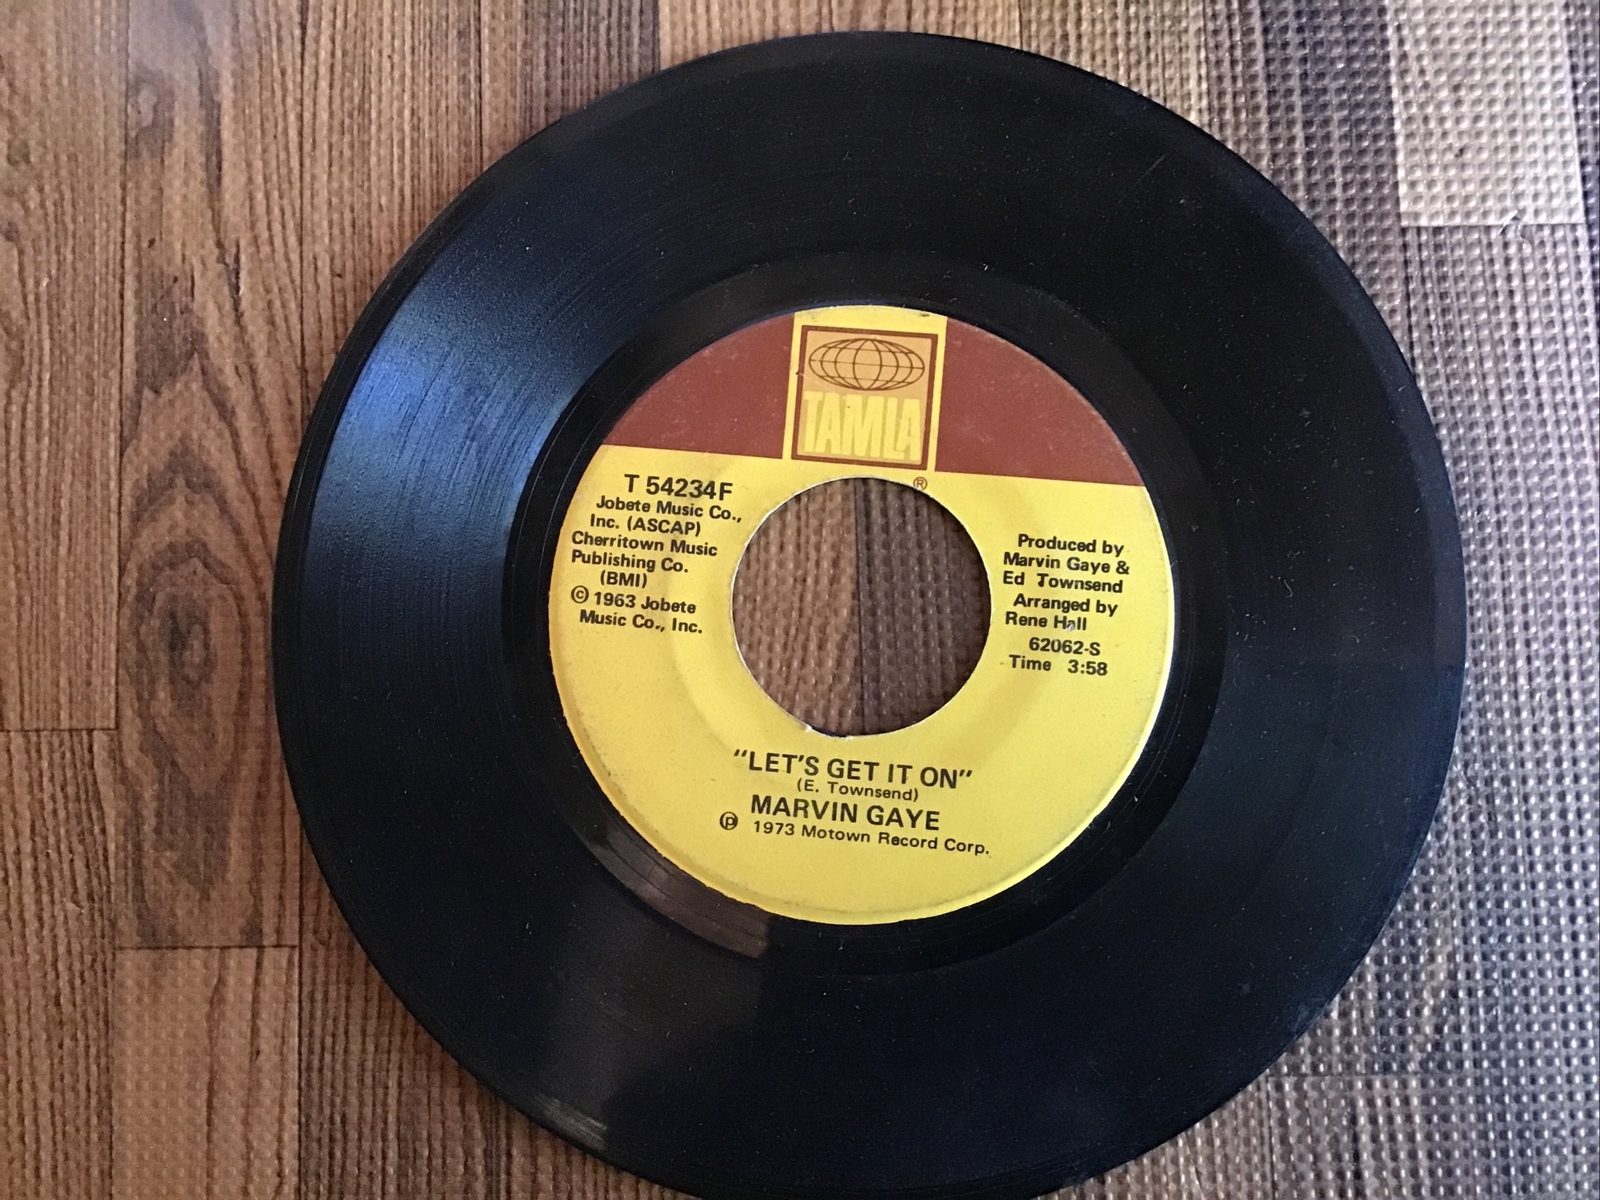 TAMLA
®
T 54234F
Jobete Music Co.,
Inc. (ASCAP)
Cherritown Music
Publishing Co.
(BMI)
© 1963 Jobete
Music Co., Inc.
Produced by
Marvin Gaye &
Ed Townsend
Arranged by
Rene Hall
62062-S
Time 3:58
"LET'S GET IT ON"
(E. Townsend)
MARVIN GAYE
℗ 1973 Motown Record Corp.